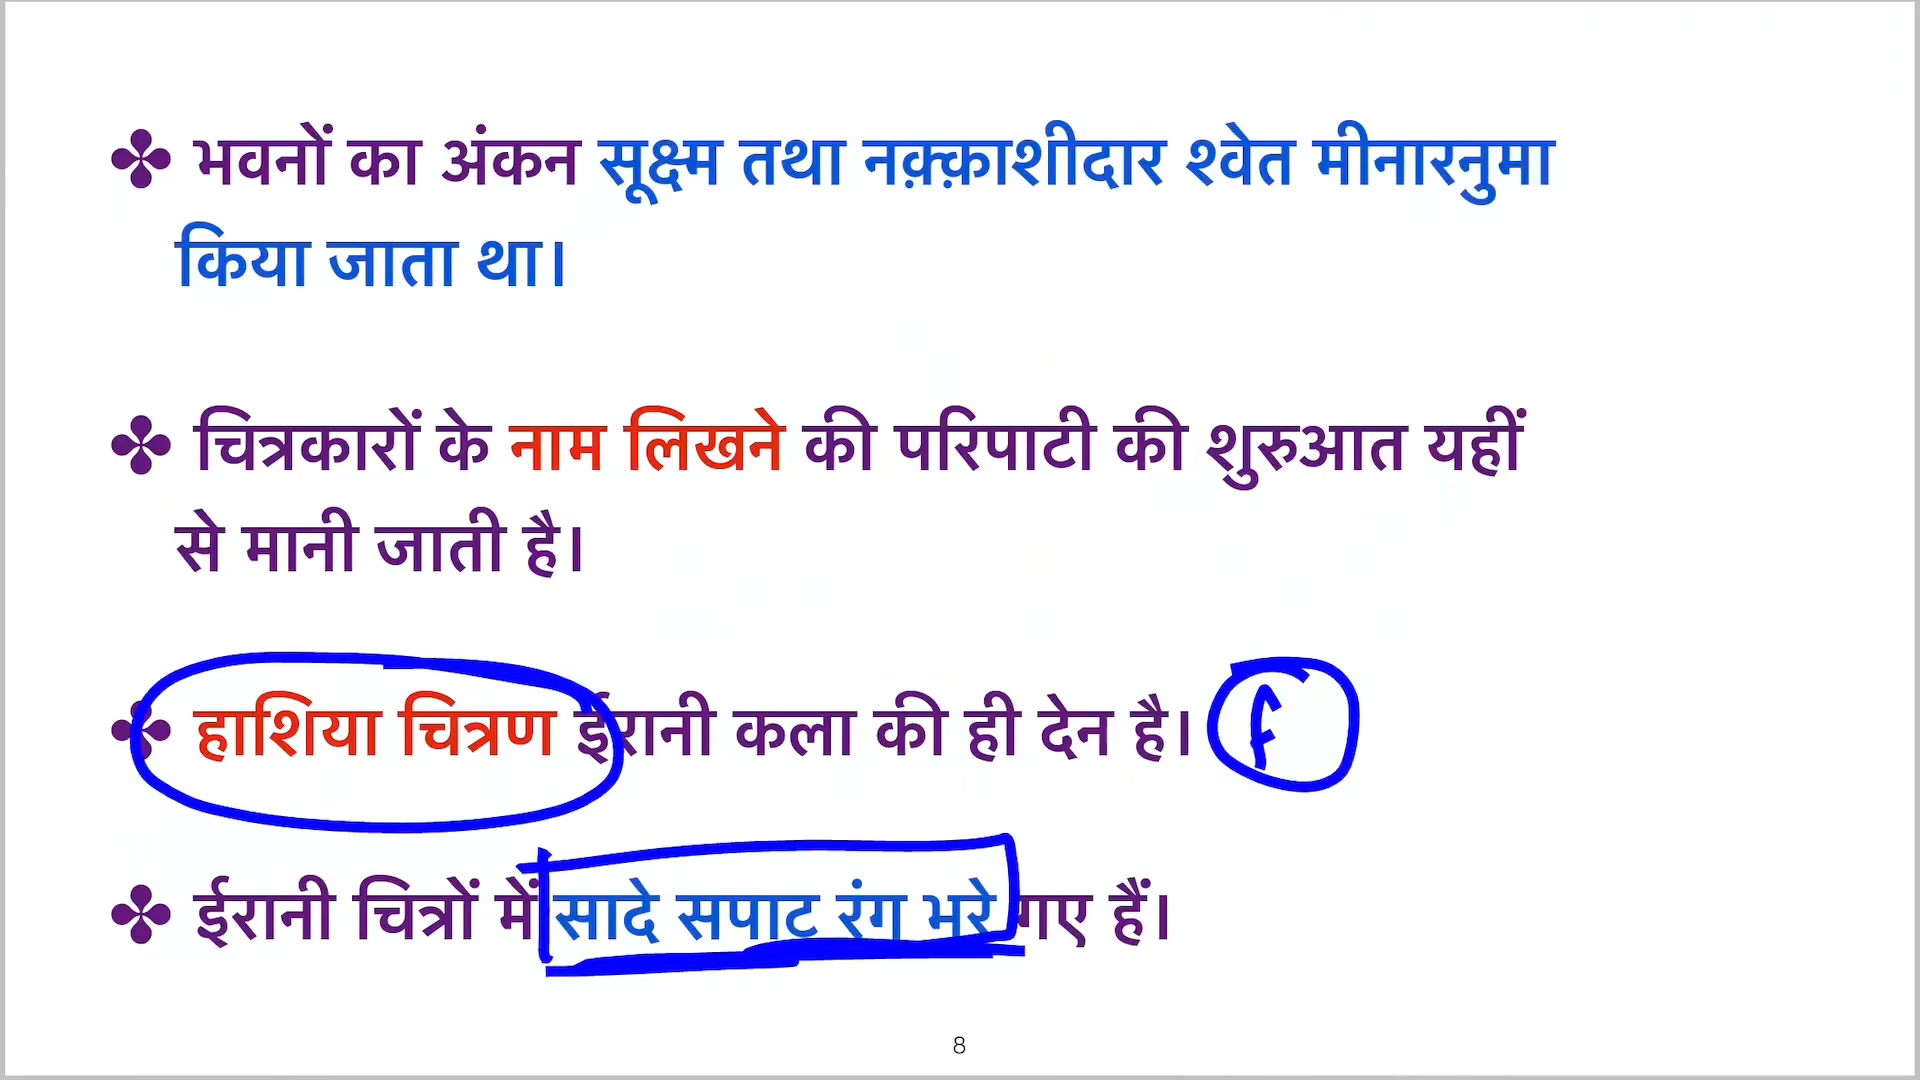 ✤ भवनों का अंकन सूक्ष्म तथा नक़्क़ाशीदार श्वेत मीनारनुमा
किया जाता था।
✤ चित्रकारों के नाम लिखने की परिपाटी की शुरुआत यहीं
से मानी जाती है।
✤ हाशिया चित्रण ईरानी कला की ही देन है।
✤ ईरानी चित्रों में सादे सपाट रंग भरे गए हैं।
8